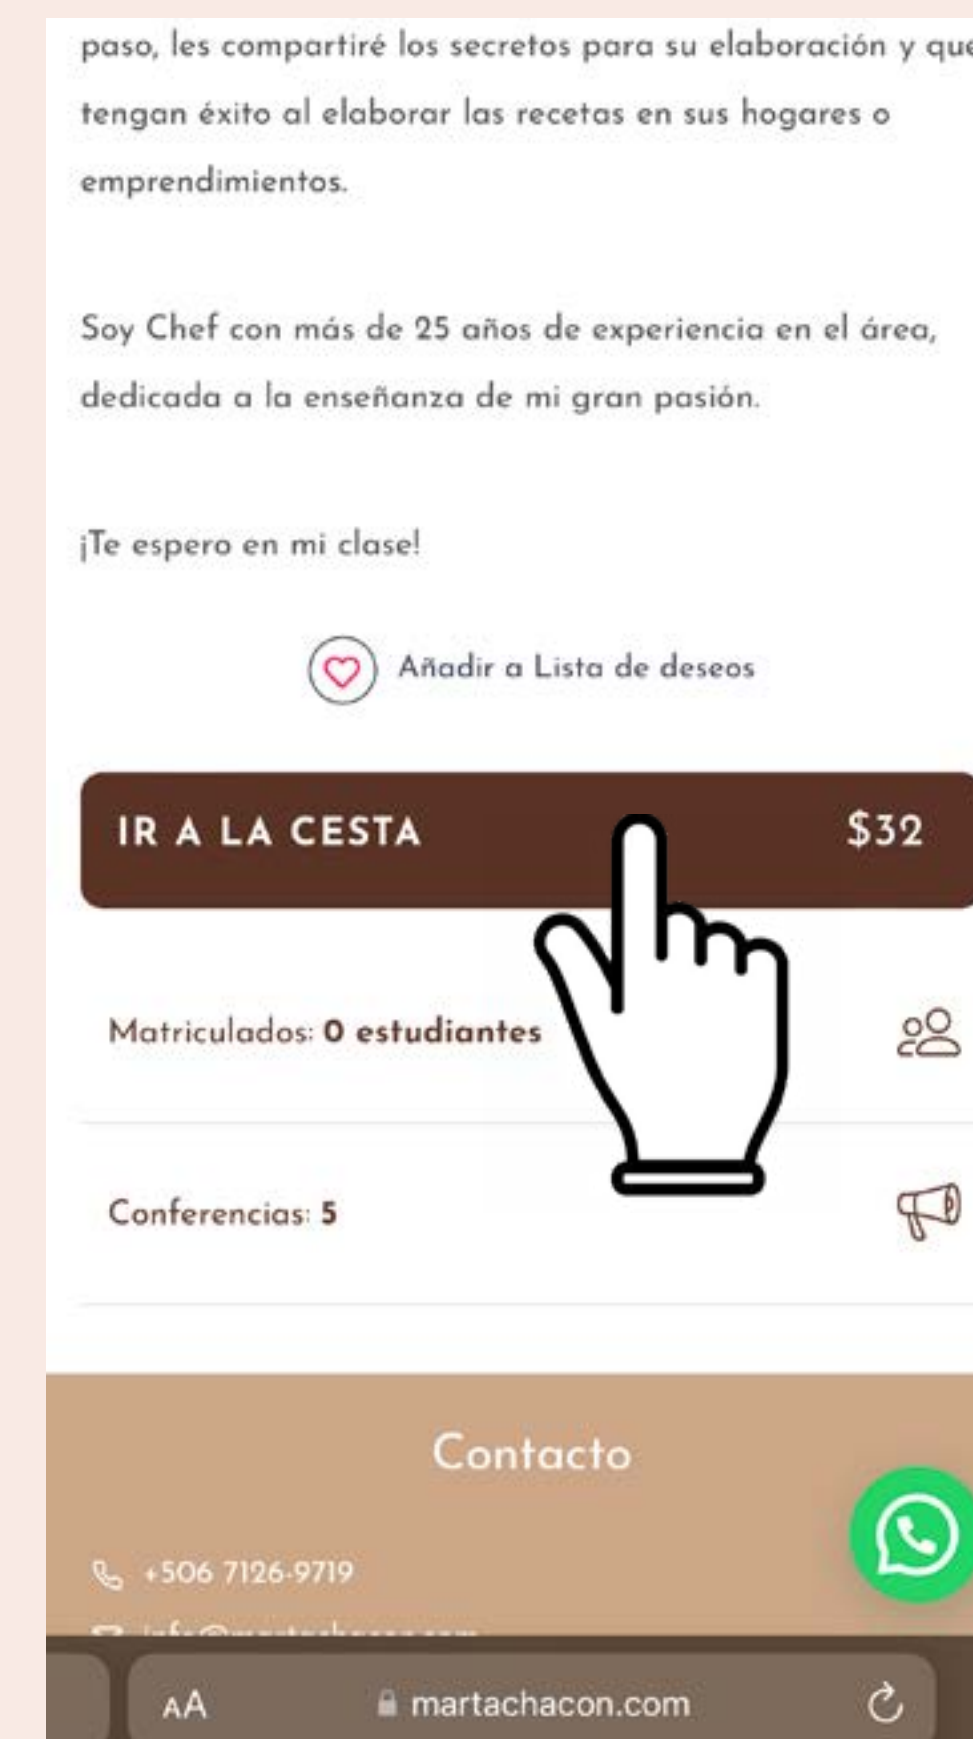 paso, les compartiré los secretos para su elaboración y que
tengan éxito al elaborar las recetas en sus hogares o
emprendimientos.
Soy Chef con más de 25 años de experiencia en el área,
dedicada a la enseñanza de mi gran pasión.
¡Te espero en mi clase!
Añadir a Lista de deseos
IR A LA CESTA $32
Matriculados: 0 estudiantes
Conferencias: 5
Contacto
+506 7126-9719
info@martachacon.com
AA martachacon.com